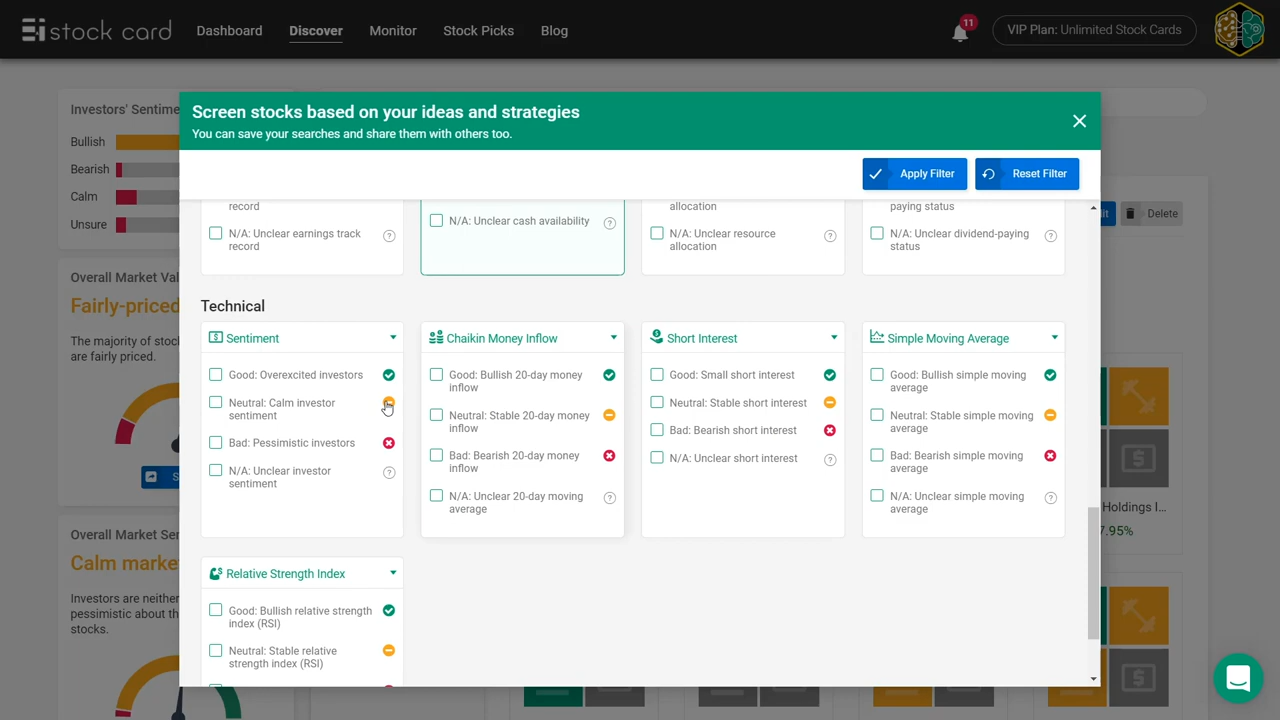 stock card
Dashboard
Discover
Monitor
Stock Picks
Blog
11
VIP Plan: Unlimited Stock Cards
Investors' Sentime
Bullish
Bearish
Calm
Unsure
Screen stocks based on your ideas and strategies
You can save your searches and share them with others too.
Apply Filter
Reset Filter
Delete
record
N/A: Unclear earnings track
record
N/A: Unclear cash availability
allocation
N/A: Unclear resource
allocation
paying status
N/A: Unclear dividend-paying
status
Overall Market Val
Fairly-priced
The majority of stoc
are fairly priced.
Technical
Sentiment
Good: Overexcited investors
Neutral: Calm investor
sentiment
Bad: Pessimistic investors
N/A: Unclear investor
sentiment
Chaikin Money Inflow
Good: Bullish 20-day money
inflow
Neutral: Stable 20-day money
inflow
Bad: Bearish 20-day money
inflow
N/A: Unclear 20-day moving
average
Short Interest
Good: Small short interest
Neutral: Stable short interest
Bad: Bearish short interest
N/A: Unclear short interest
Simple Moving Average
Good: Bullish simple moving
average
Neutral: Stable simple moving
average
Bad: Bearish simple moving
average
N/A: Unclear simple moving
average
Holdings I...
7.95%
Overall Market Sen
Calm marke
Investors are neither
pessimistic about th
stocks.
Relative Strength Index
Good: Bullish relative strength
index (RSI)
Neutral: Stable relative
strength index (RSI)